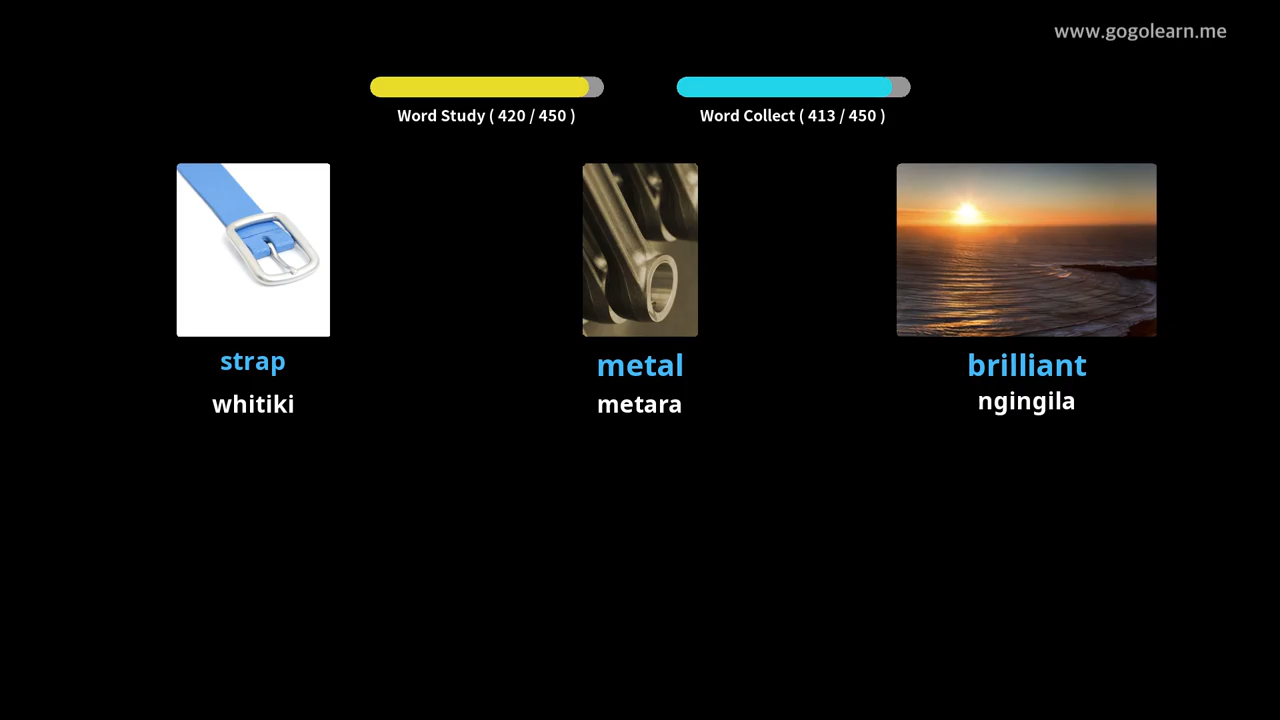 www.gogolearn.me
Word Study ( 420 / 450 )
Word Collect ( 413 / 450 )
strap
metal
brilliant
whitiki
metara
ngingila